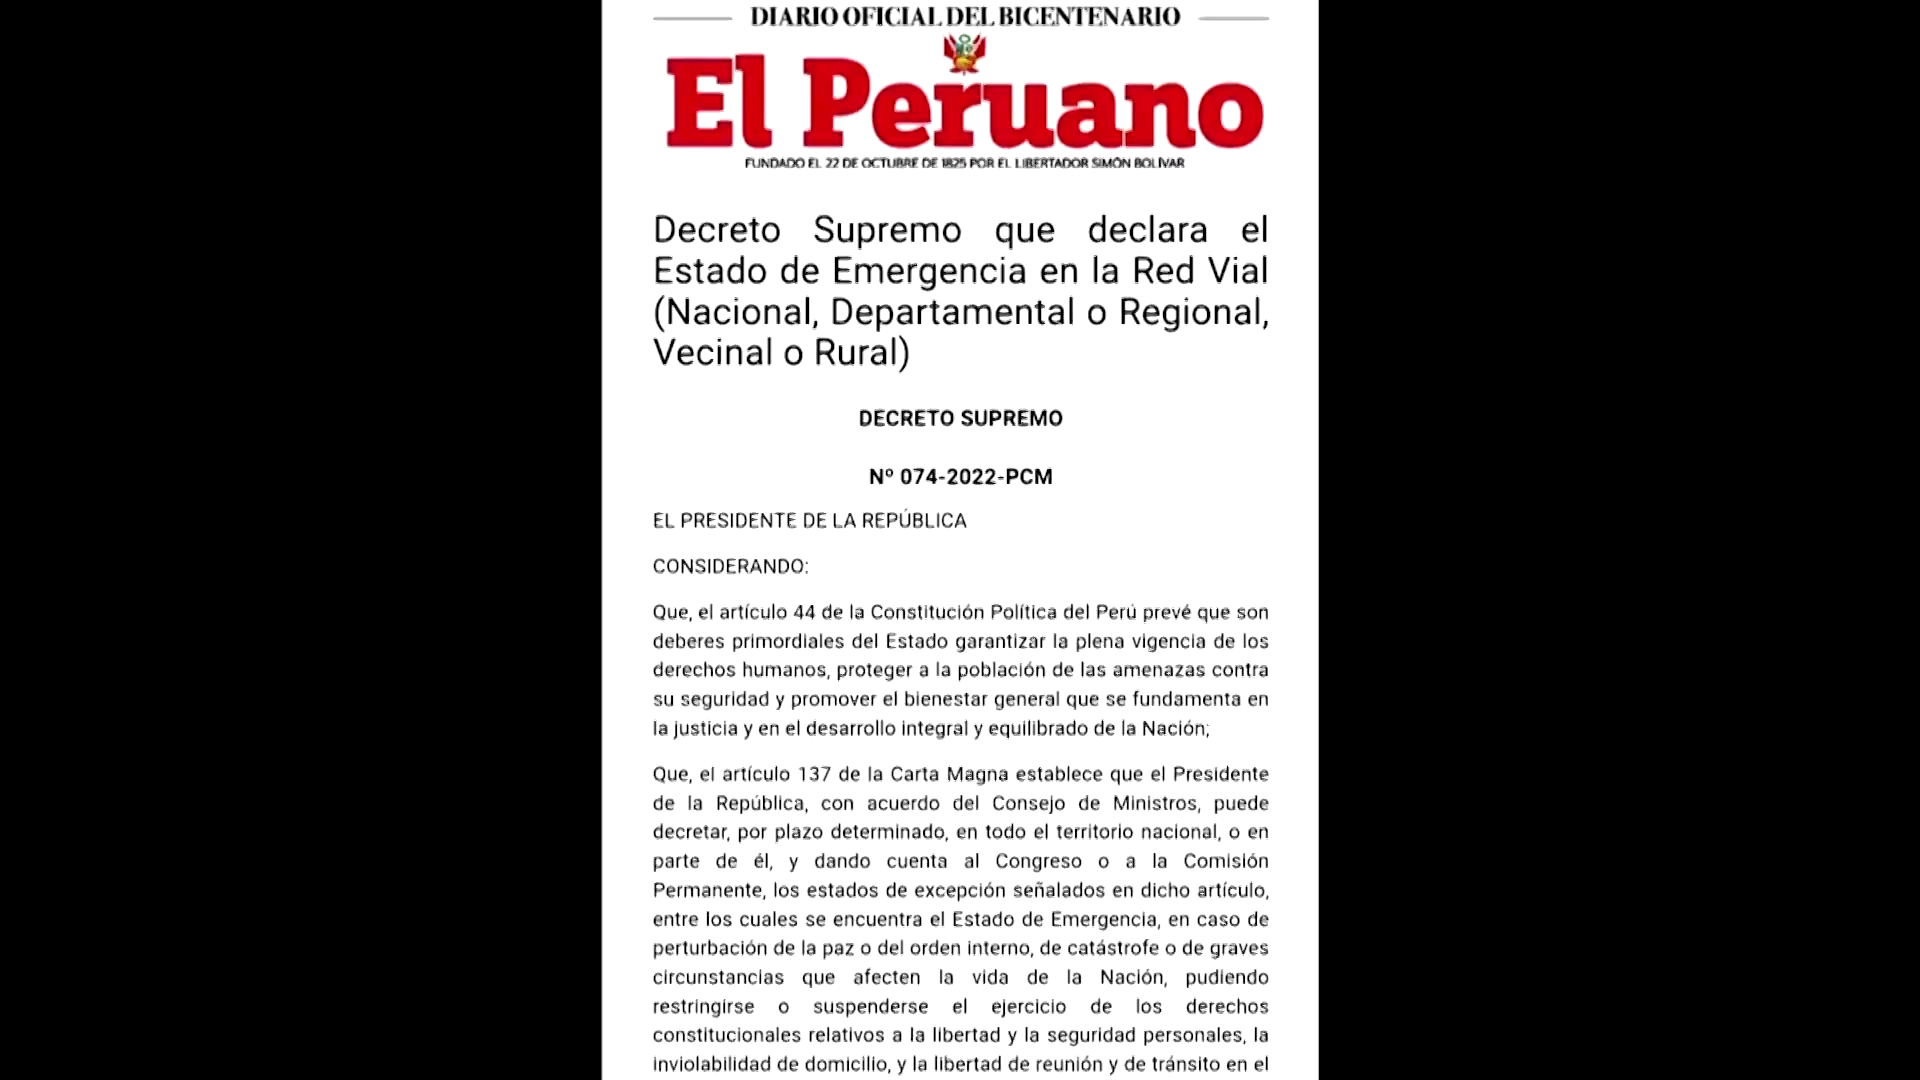 DIARIO OFICIAL DEL BICENTENARIO
El Peruano
FUNDADO EL 22 DE OCTUBRE DE 1825 POR EL LIBERTADOR SIMÓN BOLÍVAR
Decreto Supremo que declara el
Estado de Emergencia en la Red Vial
(Nacional, Departamental o Regional,
Vecinal o Rural)
DECRETO SUPREMO
Nº 074-2022-PCM
EL PRESIDENTE DE LA REPÚBLICA
CONSIDERANDO:
Que, el artículo 44 de la Constitución Política del Perú prevé que son
deberes primordiales del Estado garantizar la plena vigencia de los
derechos humanos, proteger a la población de las amenazas contra
su seguridad y promover el bienestar general que se fundamenta en
la justicia y en el desarrollo integral y equilibrado de la Nación;
Que, el artículo 137 de la Carta Magna establece que el Presidente
de la República, con acuerdo del Consejo de Ministros, puede
decretar, por plazo determinado, en todo el territorio nacional, o en
parte de él, y dando cuenta al Congreso o a la Comisión
Permanente, los estados de excepción señalados en dicho artículo,
entre los cuales se encuentra el Estado de Emergencia, en caso de
perturbación de la paz o del orden interno, de catástrofe o de graves
circunstancias que afecten la vida de la Nación, pudiendo
restringirse o suspenderse el ejercicio de los derechos
constitucionales relativos a la libertad y la seguridad personales, la
inviolabilidad de domicilio, y la libertad de reunión y de tránsito en el